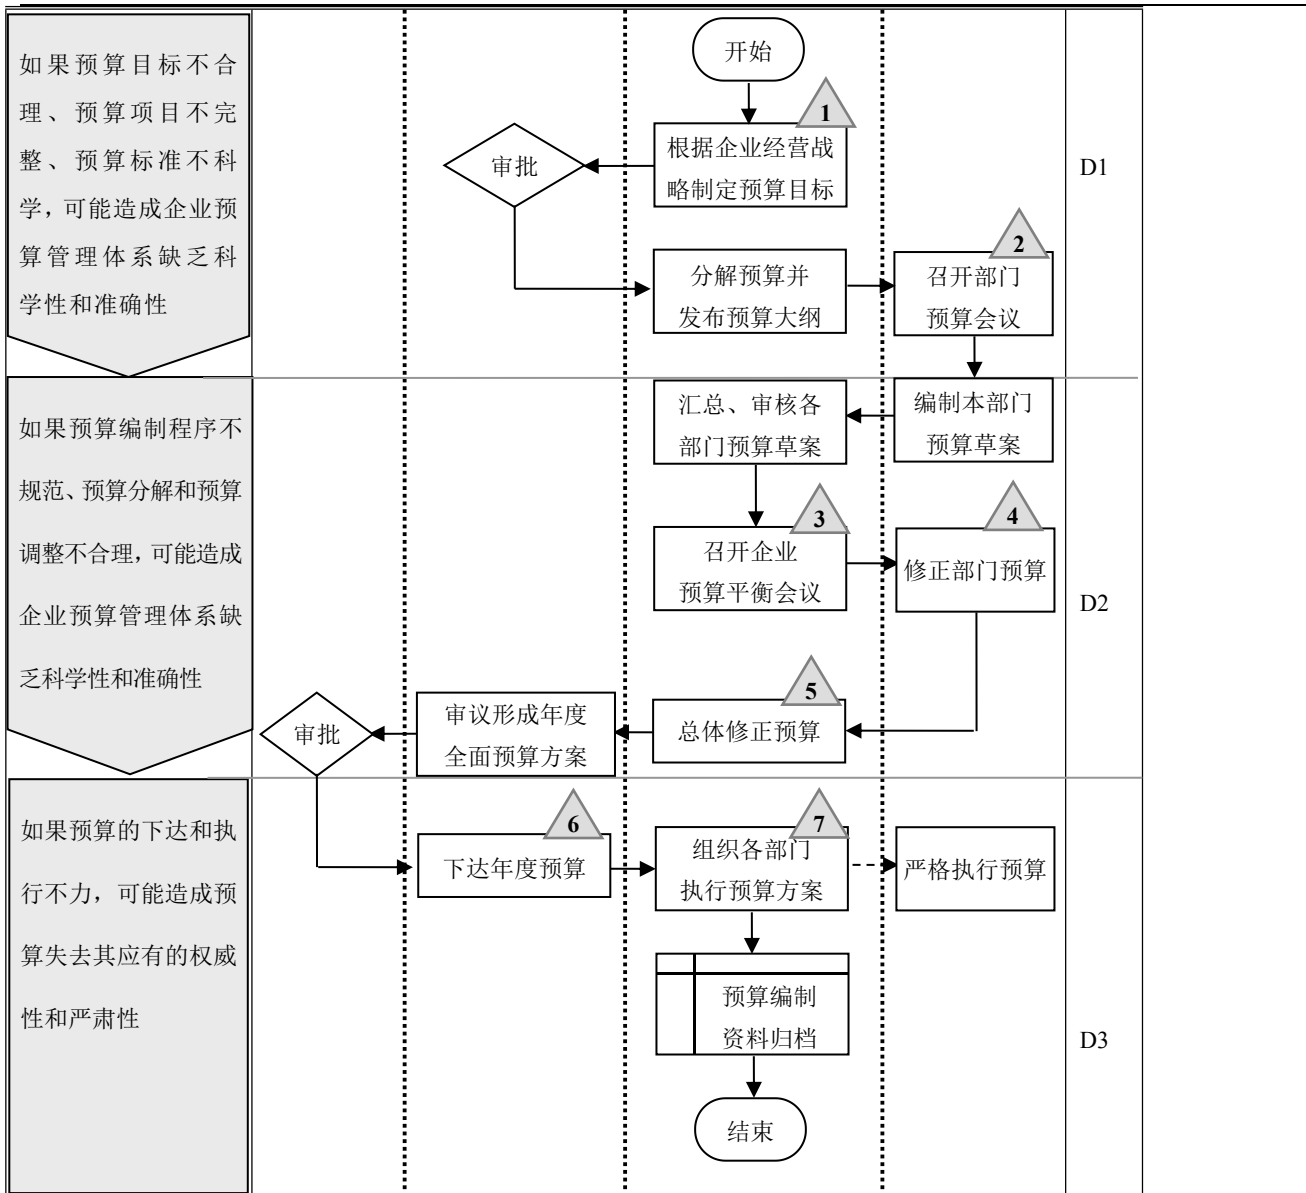 如果预算目标不合
理、预算项目不完
整、预算标准不科
学，可能造成企业预
算管理体系缺乏科
学性和准确性
开始
1
根据企业经营战
略制定预算目标
审批
D1
分解预算并
发布预算大纲
2
召开部门
预算会议
如果预算编制程序不
规范、预算分解和预算
调整不合理，可能造成
企业预算管理体系缺
乏科学性和准确性
汇总、审核各
部门预算草案
编制本部门
预算草案
3
召开企业
预算平衡会议
4
修正部门预算
D2
5
总体修正预算
审议形成年度
全面预算方案
审批
如果预算的下达和执
行不力，可能造成预
算失去其应有的权威
性和严肃性
6
下达年度预算
7
组织各部门
执行预算方案
严格执行预算
预算编制
资料归档
D3
结束